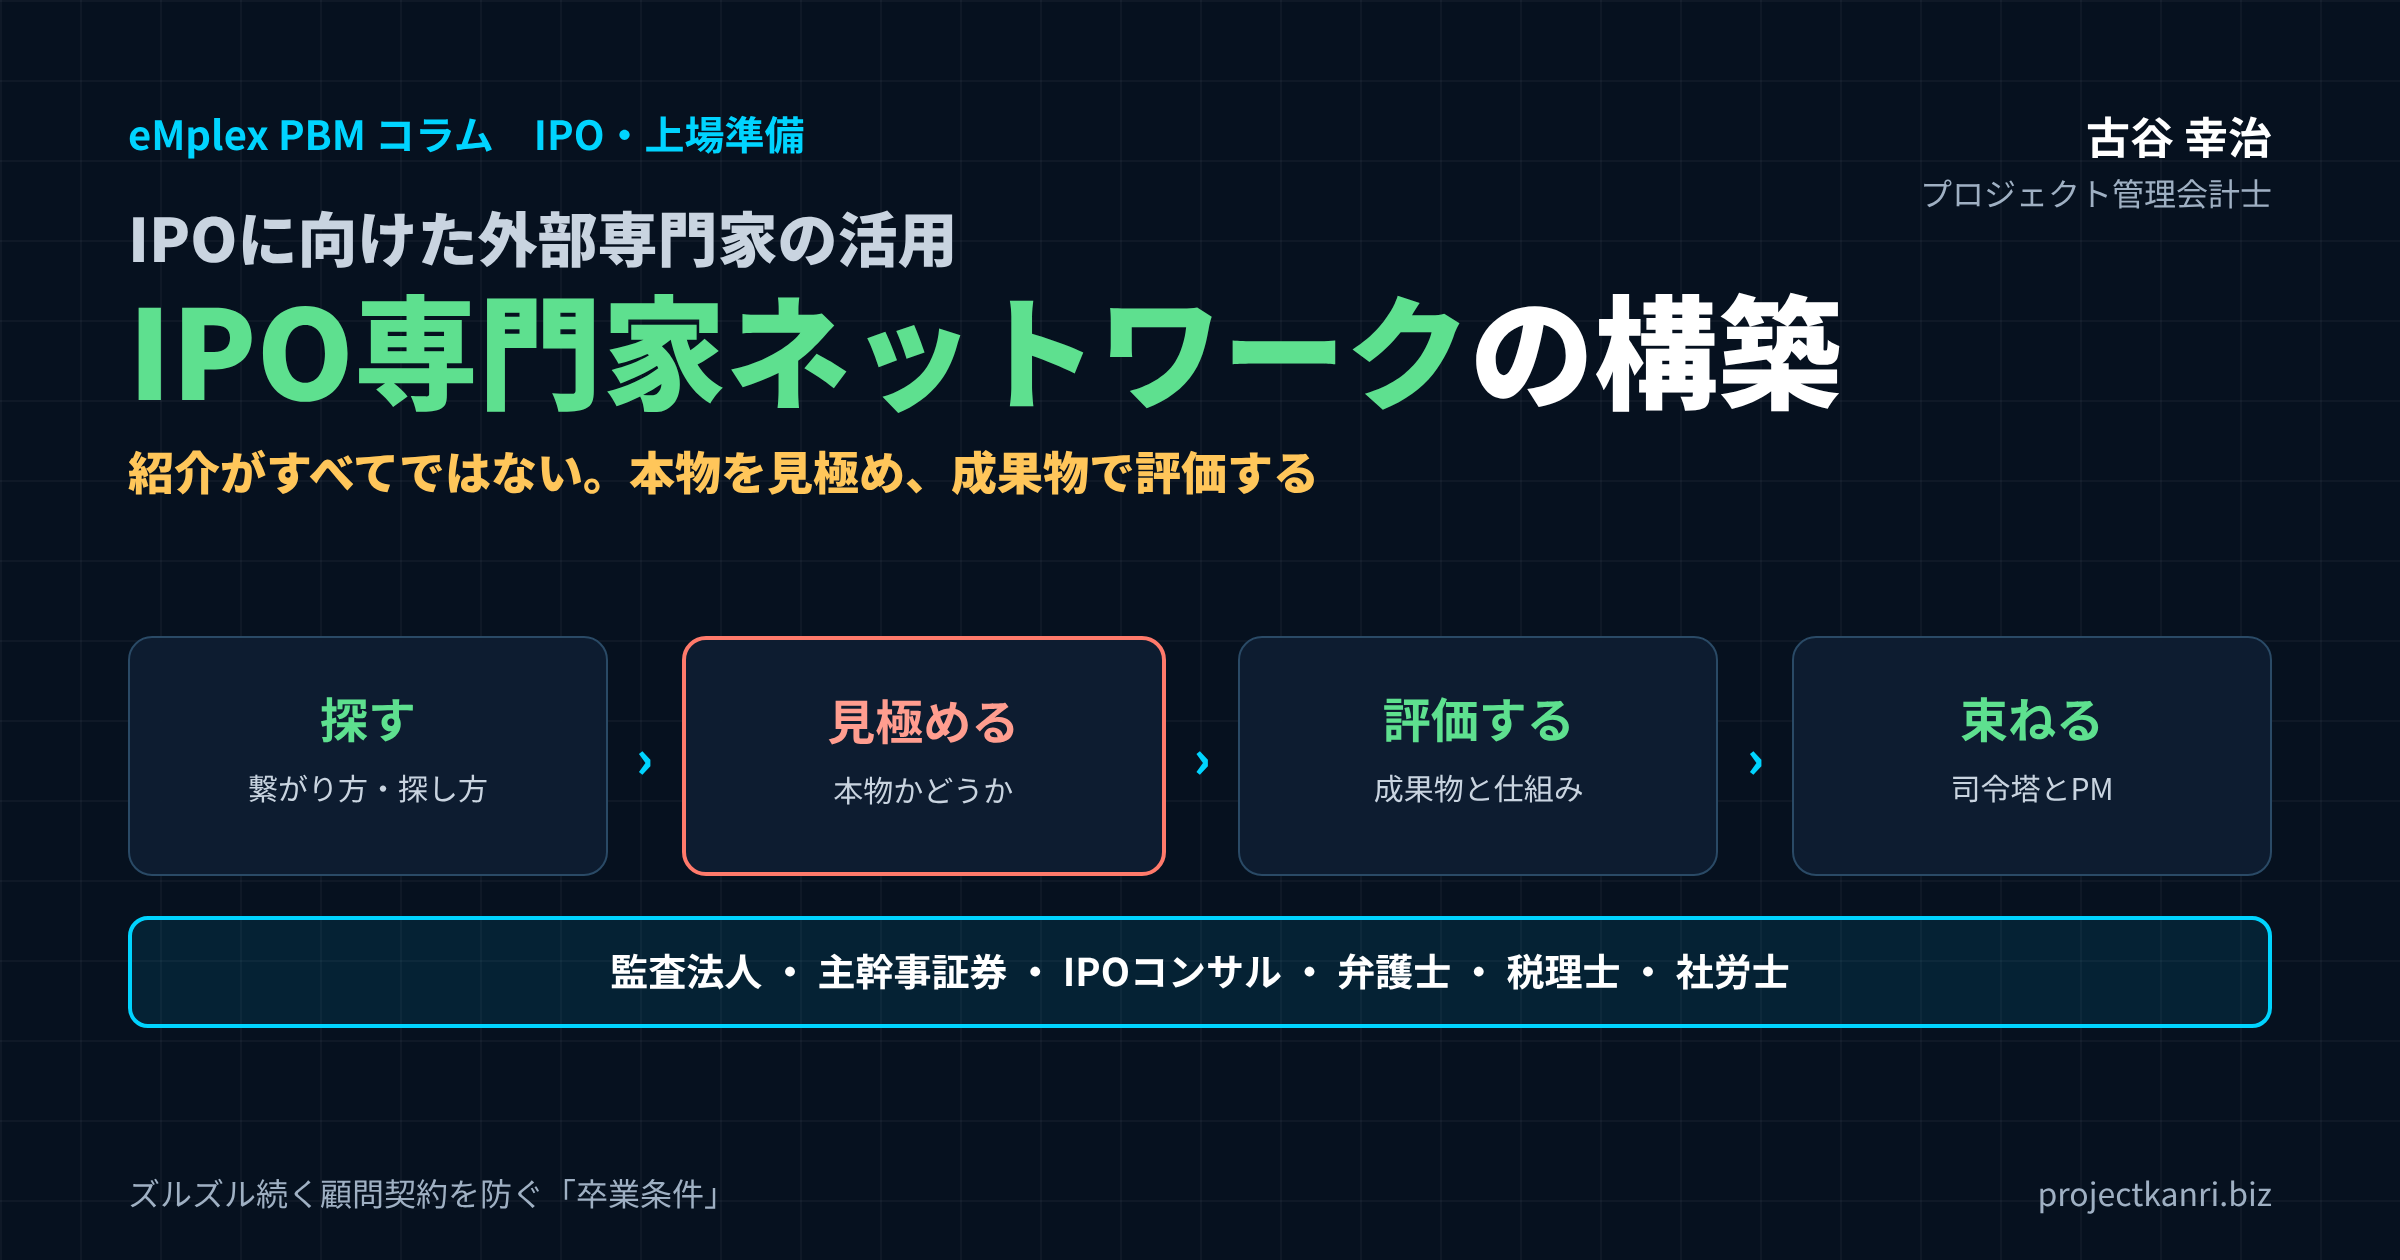 eMplex PBM コラム　IPO・上場準備
古谷 幸治
プロジェクト管理会計士
IPOに向けた外部専門家の活用
IPO専門家ネットワークの構築
紹介がすべてではない。本物を見極め、成果物で評価する
探す
繋がり方・探し方
›
見極める
本物かどうか
›
評価する
成果物と仕組み
›
束ねる
司令塔とPM
監査法人 ・ 主幹事証券 ・ IPOコンサル ・ 弁護士 ・ 税理士 ・ 社労士
ズルズル続く顧問契約を防ぐ「卒業条件」
projectkanri.biz